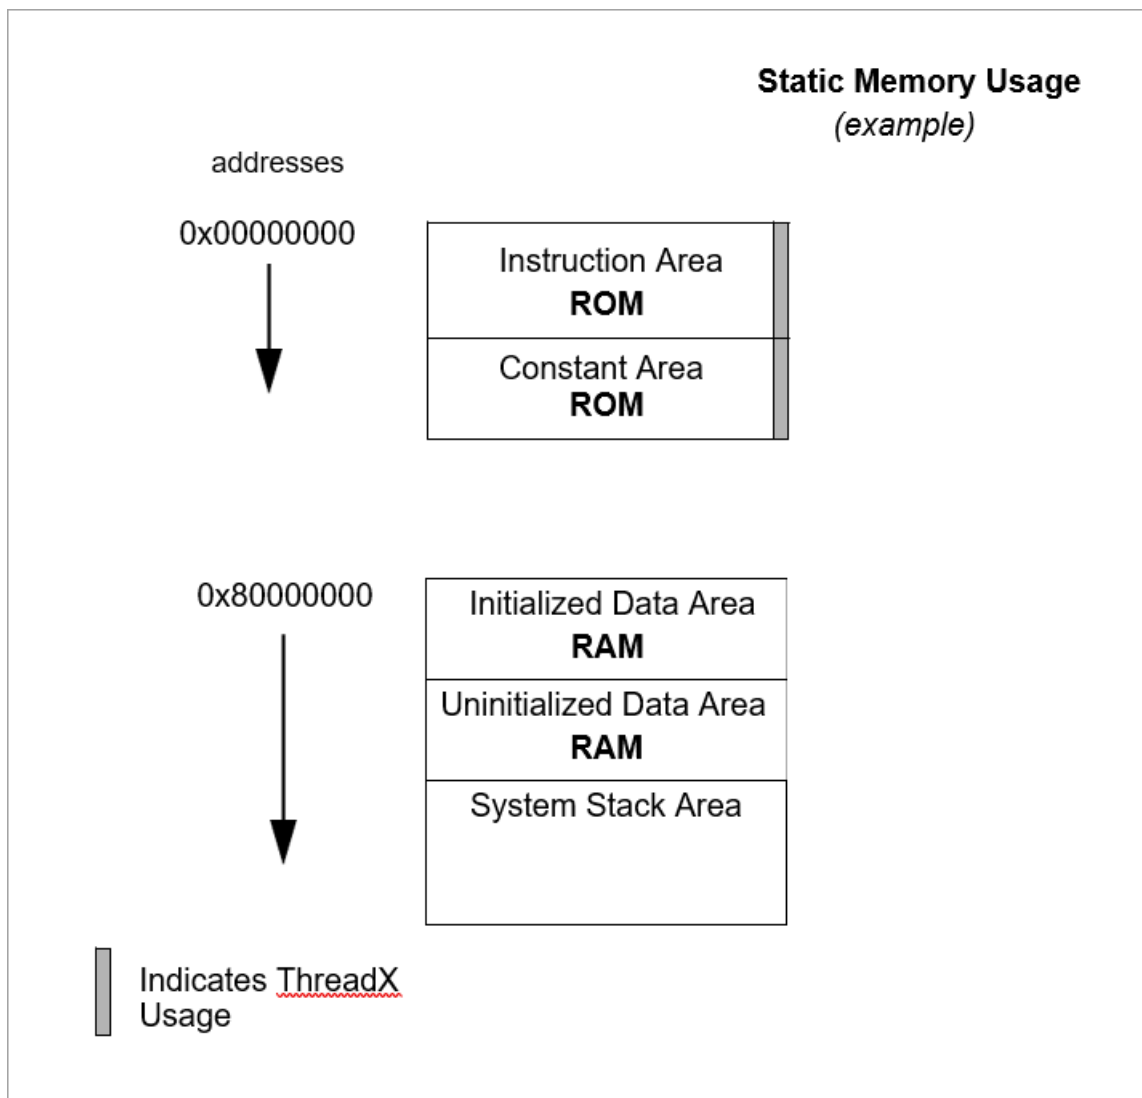 Static Memory Usage
(example)
addresses
0x00000000
Instruction Area
ROM
Constant Area
ROM
0x80000000
Initialized Data Area
RAM
Uninitialized Data Area
RAM
System Stack Area
Indicates ThreadX
Usage